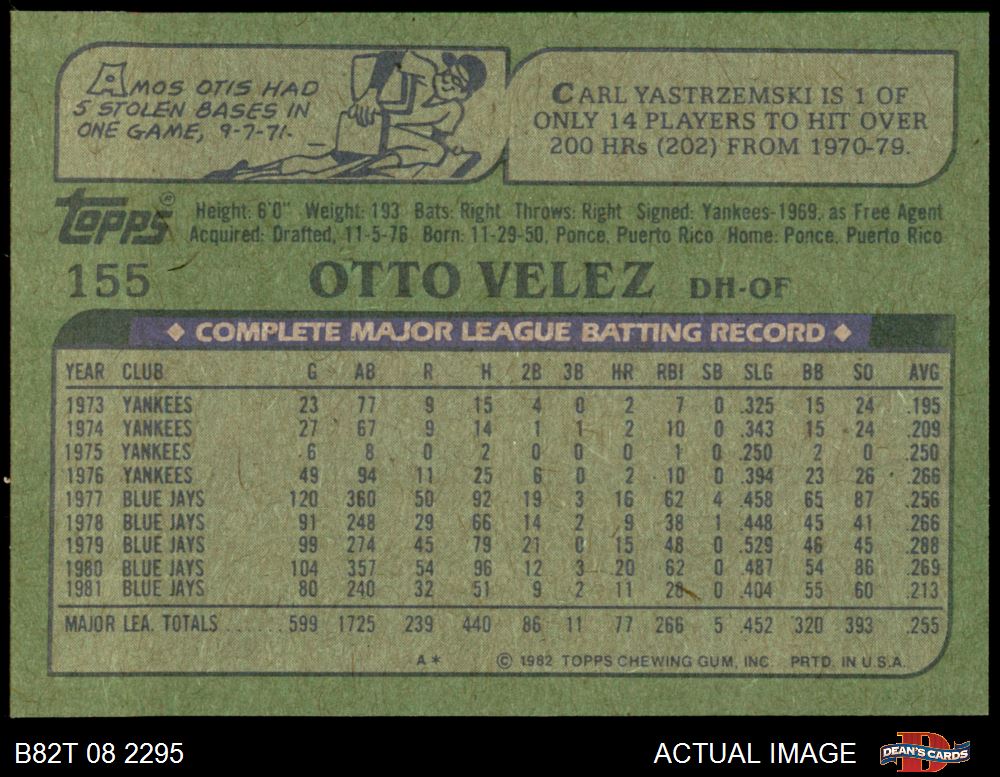 AMOS OTIS HAD
5 STOLEN BASES IN
ONE GAME, 9-7-71.
CARL YASTRZEMSKI IS 1 OF
ONLY 14 PLAYERS TO HIT OVER
200 HRs (202) FROM 1970-79.
Topps®
Height: 6'0" Weight: 193 Bats: Right Throws: Right Signed: Yankees-1969, as Free Agent
Acquired: Drafted, 11-5-76 Born: 11-29-50, Ponce, Puerto Rico Home: Ponce, Puerto Rico
155 OTTO VELEZ DH-OF
◆ COMPLETE MAJOR LEAGUE BATTING RECORD ◆
YEAR CLUB G AB R H 2B 3B HR RBI SB SLG BB SO AVG
1973 YANKEES 23 77 9 15 4 0 2 7 0 .325 15 24 .195
1974 YANKEES 27 67 9 14 1 1 2 10 0 .343 15 24 .209
1975 YANKEES 6 8 0 2 0 0 0 1 0 .250 2 0 .250
1976 YANKEES 49 94 11 25 6 0 2 10 0 .394 23 26 .266
1977 BLUE JAYS 120 360 50 92 19 3 16 62 4 .458 65 87 .256
1978 BLUE JAYS 91 248 29 66 14 2 9 38 1 .448 45 41 .266
1979 BLUE JAYS 99 274 45 79 21 0 15 48 0 .529 46 45 .288
1980 BLUE JAYS 104 357 54 96 12 3 20 62 0 .487 54 86 .269
1981 BLUE JAYS 80 240 32 51 9 2 11 28 0 .404 55 60 .213
MAJOR LEA. TOTALS ...... 599 1725 239 440 86 11 77 266 5 .452 320 393 .255
A* © 1982 TOPPS CHEWING GUM, INC. PRTD. IN U.S.A.
B82T 08 2295 ACTUAL IMAGE DEAN'S CARDS